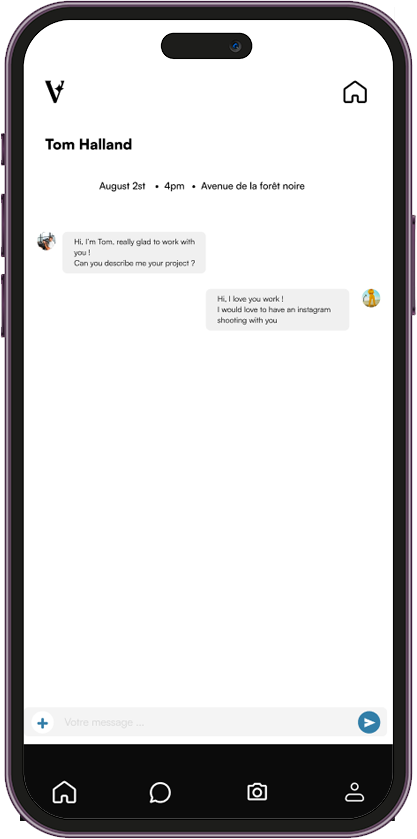 V
Tom Halland
August 2st • 4pm • Avenue de la forêt noire
Hi, I'm Tom. really glad to work with
you !
Can you describe me your project ?
Hi, I love you work !
I would love to have an instagram
shooting with you
Votre message ...